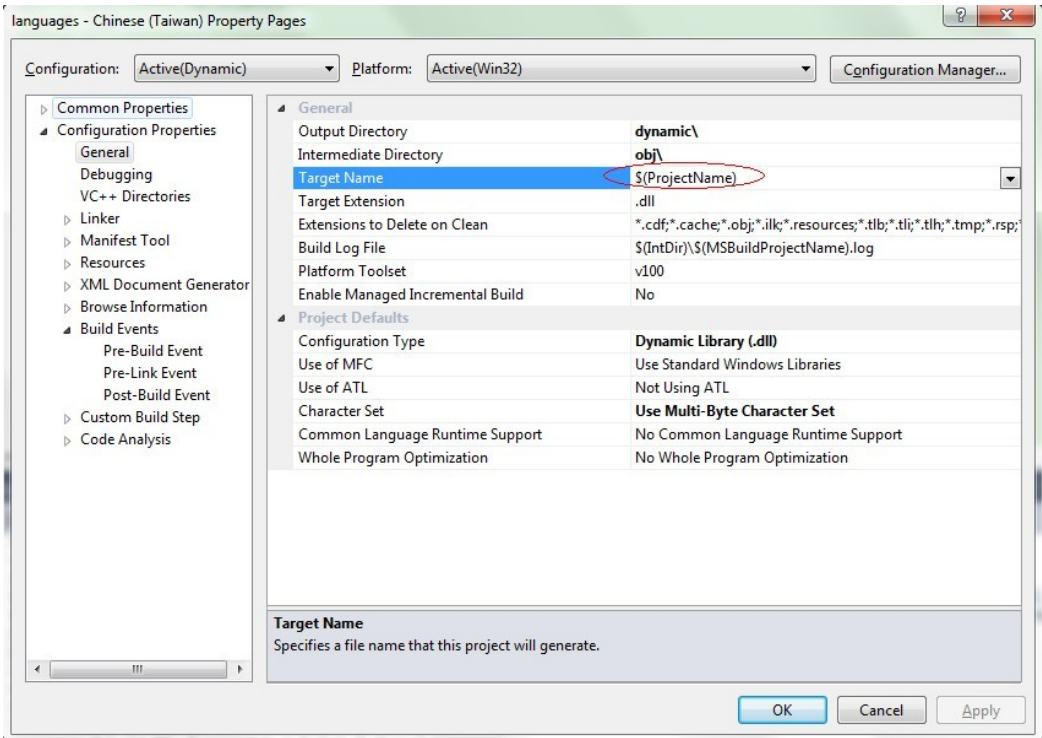 languages - Chinese (Taiwan) Property Pages
Configuration: Active(Dynamic) Platform: Active(Win32) Configuration Manager...
Common Properties
Configuration Properties
General
Debugging
VC++ Directories
Linker
Manifest Tool
Resources
XML Document Generator
Browse Information
Build Events
Pre-Build Event
Pre-Link Event
Post-Build Event
Custom Build Step
Code Analysis
General
Output Directory dynamic\
Intermediate Directory obj\
Target Name $(ProjectName)
Target Extension .dll
Extensions to Delete on Clean *.cdf;*.cache;*.obj;*.ilk;*.resources;*.tlb;*.tli;*.tlh;*.tmp;*.rsp;*
Build Log File $(IntDir)\$(MSBuildProjectName).log
Platform Toolset v100
Enable Managed Incremental Build No
Project Defaults
Configuration Type Dynamic Library (.dll)
Use of MFC Use Standard Windows Libraries
Use of ATL Not Using ATL
Character Set Use Multi-Byte Character Set
Common Language Runtime Support No Common Language Runtime Support
Whole Program Optimization No Whole Program Optimization
Target Name
Specifies a file name that this project will generate.
OK Cancel Apply